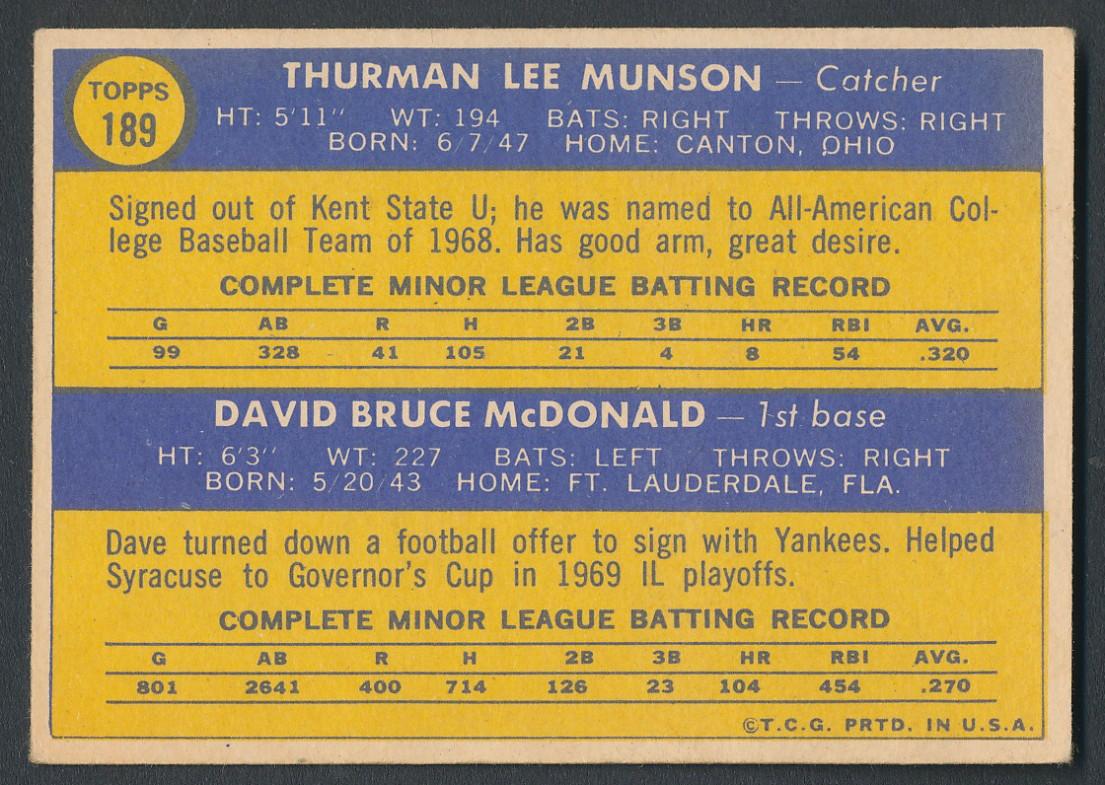 TOPPS
189
THURMAN LEE MUNSON — Catcher
HT: 5'11" WT: 194 BATS: RIGHT THROWS: RIGHT
BORN: 6/7/47 HOME: CANTON, OHIO
Signed out of Kent State U; he was named to All-American Col-
lege Baseball Team of 1968. Has good arm, great desire.
COMPLETE MINOR LEAGUE BATTING RECORD
G AB R H 2B 3B HR RBI AVG.
99 328 41 105 21 4 8 54 .320
DAVID BRUCE McDONALD — 1st base
HT: 6'3" WT: 227 BATS: LEFT THROWS: RIGHT
BORN: 5/20/43 HOME: FT. LAUDERDALE, FLA.
Dave turned down a football offer to sign with Yankees. Helped
Syracuse to Governor's Cup in 1969 IL playoffs.
COMPLETE MINOR LEAGUE BATTING RECORD
G AB R H 2B 3B HR RBI AVG.
801 2641 400 714 126 23 104 454 .270
©T.C.G. PRTD. IN U.S.A.